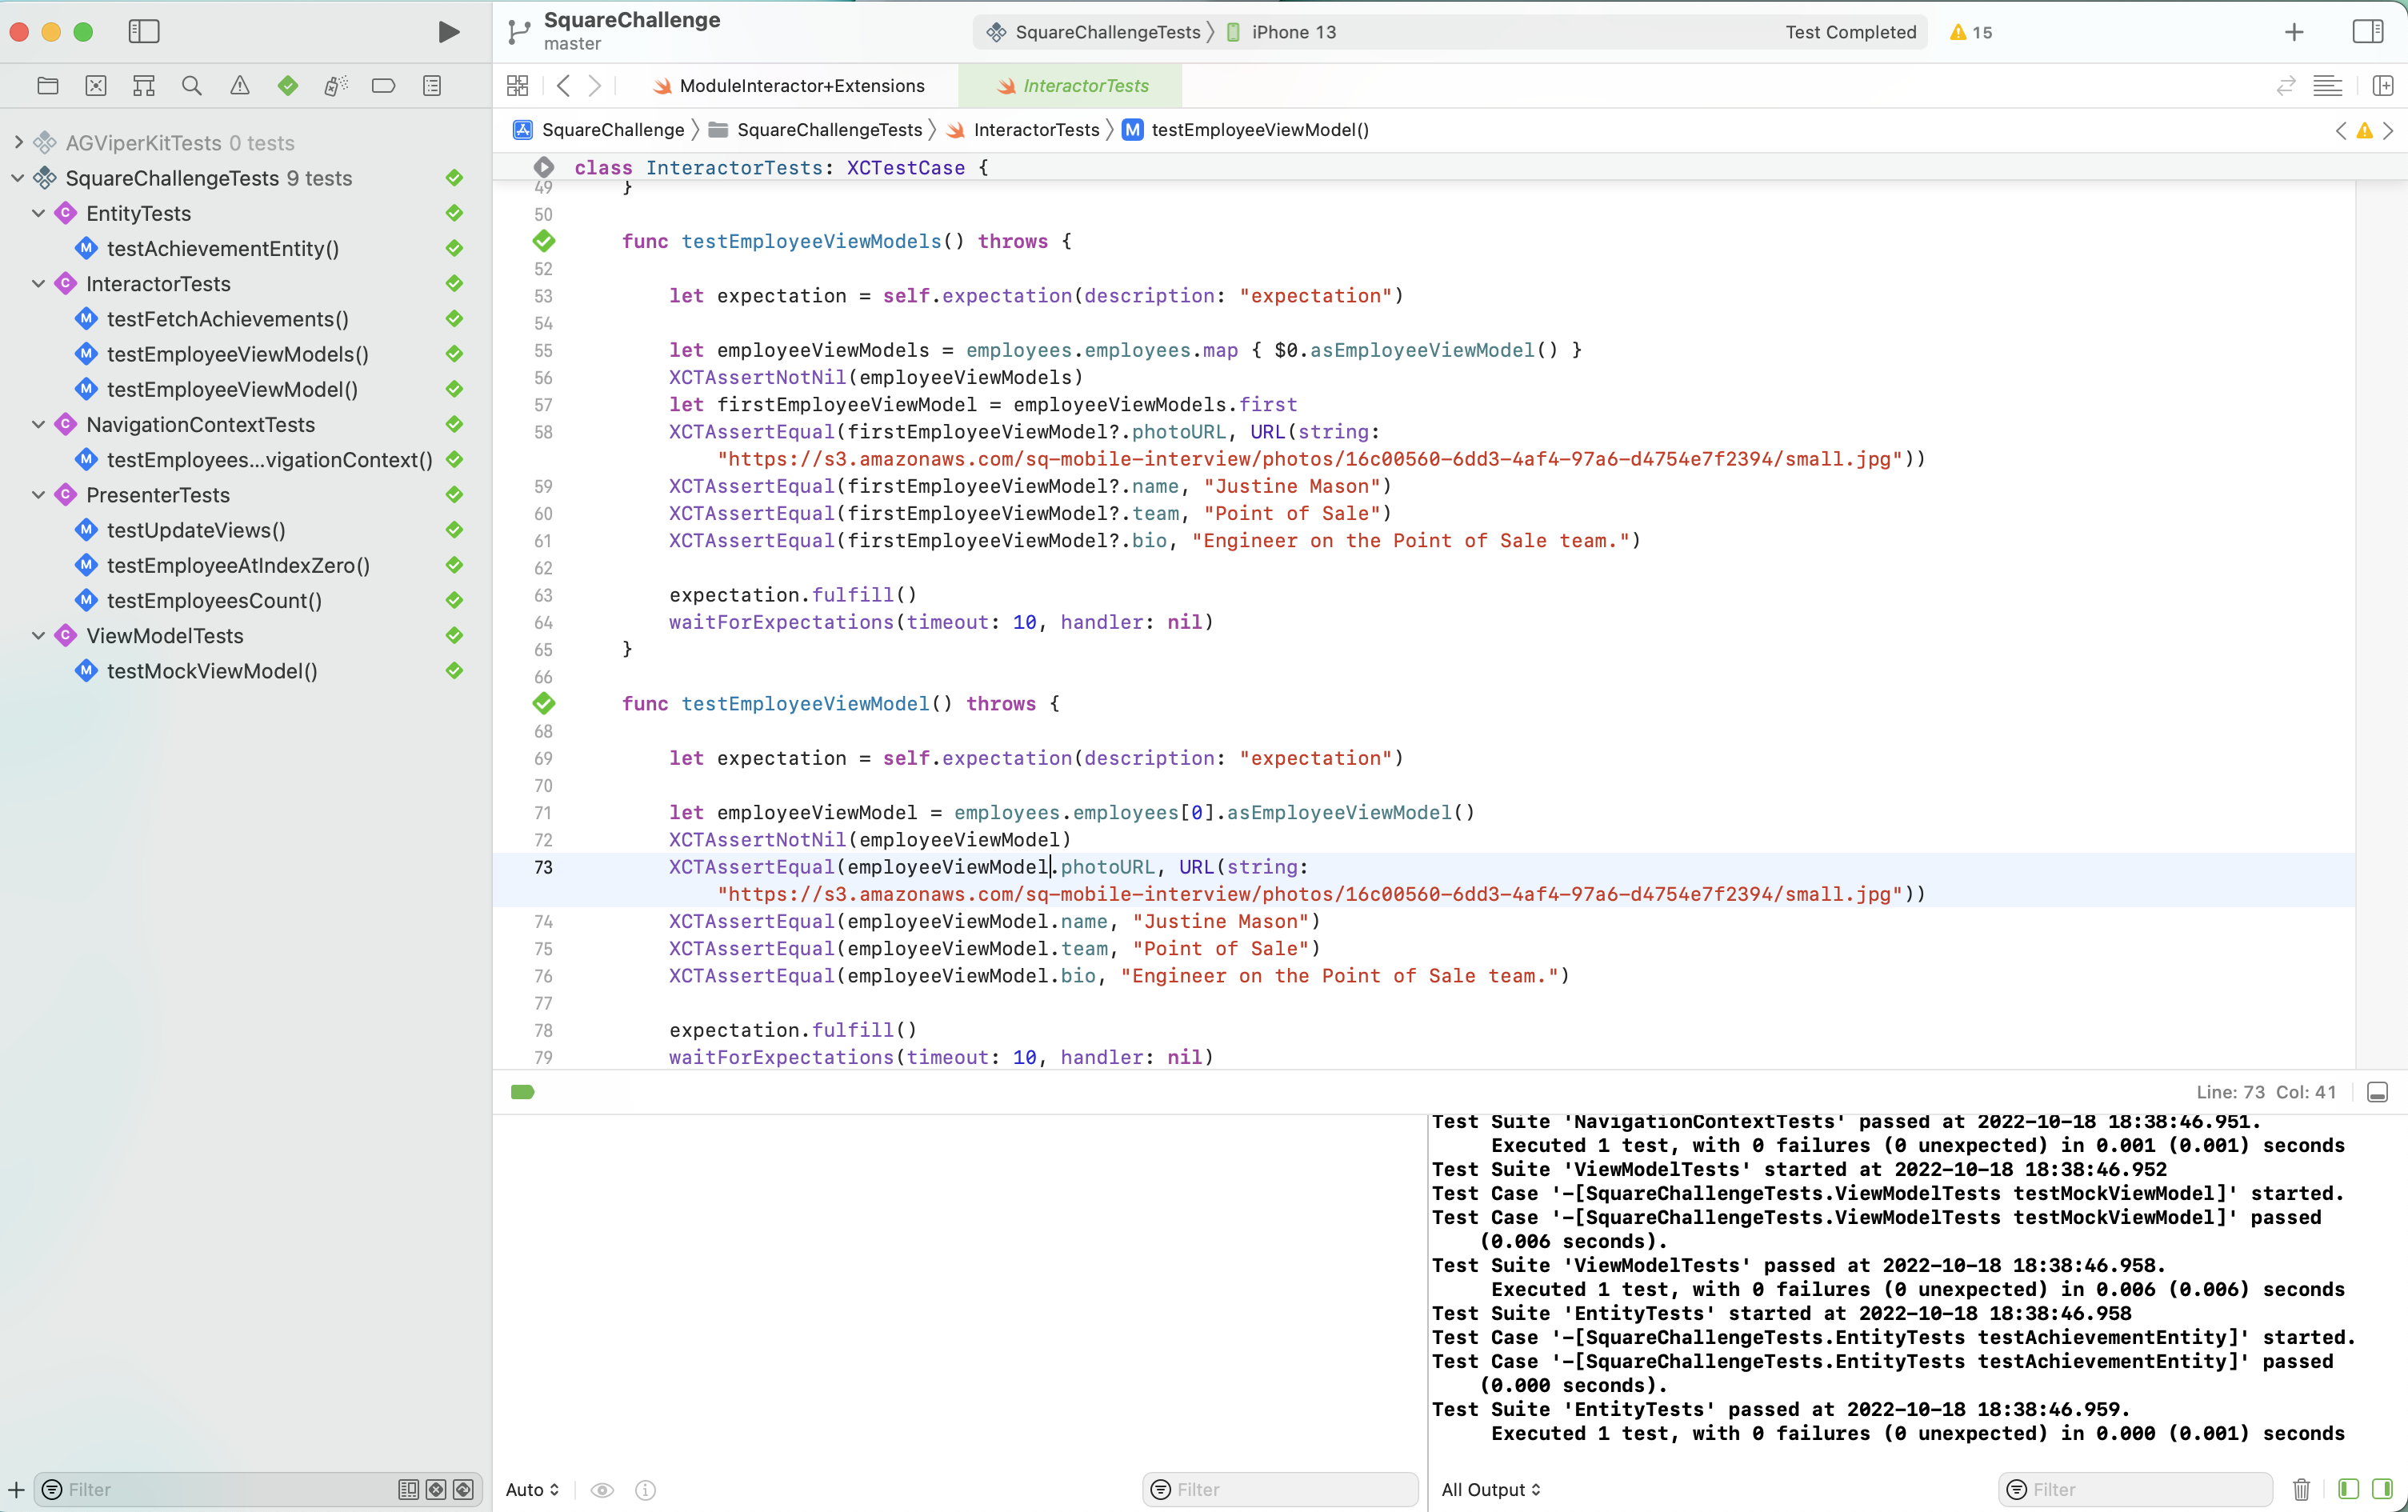 SquareChallenge
master
SquareChallengeTests 〉 iPhone 13
Test Completed
15
ModuleInteractor+Extensions
InteractorTests
SquareChallenge 〉 SquareChallengeTests 〉 InteractorTests 〉 M testEmployeeViewModel()
AGViperKitTests 0 tests
SquareChallengeTests 9 tests
C EntityTests
M testAchievementEntity()
C InteractorTests
M testFetchAchievements()
M testEmployeeViewModels()
M testEmployeeViewModel()
C NavigationContextTests
M testEmployees...vigationContext()
C PresenterTests
M testUpdateViews()
M testEmployeeAtIndexZero()
M testEmployeesCount()
C ViewModelTests
M testMockViewModel()
Filter
class InteractorTests: XCTestCase {
49 }
50
func testEmployeeViewModels() throws {
52
53 let expectation = self.expectation(description: "expectation")
54
55 let employeeViewModels = employees.employees.map { $0.asEmployeeViewModel() }
56 XCTAssertNotNil(employeeViewModels)
57 let firstEmployeeViewModel = employeeViewModels.first
58 XCTAssertEqual(firstEmployeeViewModel?.photoURL, URL(string:
"https://s3.amazonaws.com/sq-mobile-interview/photos/16c00560-6dd3-4af4-97a6-d4754e7f2394/small.jpg"))
59 XCTAssertEqual(firstEmployeeViewModel?.name, "Justine Mason")
60 XCTAssertEqual(firstEmployeeViewModel?.team, "Point of Sale")
61 XCTAssertEqual(firstEmployeeViewModel?.bio, "Engineer on the Point of Sale team.")
62
63 expectation.fulfill()
64 waitForExpectations(timeout: 10, handler: nil)
65 }
66
func testEmployeeViewModel() throws {
68
69 let expectation = self.expectation(description: "expectation")
70
71 let employeeViewModel = employees.employees[0].asEmployeeViewModel()
72 XCTAssertNotNil(employeeViewModel)
73 XCTAssertEqual(employeeViewModel.photoURL, URL(string:
"https://s3.amazonaws.com/sq-mobile-interview/photos/16c00560-6dd3-4af4-97a6-d4754e7f2394/small.jpg"))
74 XCTAssertEqual(employeeViewModel.name, "Justine Mason")
75 XCTAssertEqual(employeeViewModel.team, "Point of Sale")
76 XCTAssertEqual(employeeViewModel.bio, "Engineer on the Point of Sale team.")
77
78 expectation.fulfill()
79 waitForExpectations(timeout: 10, handler: nil)
Line: 73 Col: 41
Test Suite 'NavigationContextTests' passed at 2022-10-18 18:38:46.951.
Executed 1 test, with 0 failures (0 unexpected) in 0.001 (0.001) seconds
Test Suite 'ViewModelTests' started at 2022-10-18 18:38:46.952
Test Case '-[SquareChallengeTests.ViewModelTests testMockViewModel]' started.
Test Case '-[SquareChallengeTests.ViewModelTests testMockViewModel]' passed
(0.006 seconds).
Test Suite 'ViewModelTests' passed at 2022-10-18 18:38:46.958.
Executed 1 test, with 0 failures (0 unexpected) in 0.006 (0.006) seconds
Test Suite 'EntityTests' started at 2022-10-18 18:38:46.958
Test Case '-[SquareChallengeTests.EntityTests testAchievementEntity]' started.
Test Case '-[SquareChallengeTests.EntityTests testAchievementEntity]' passed
(0.000 seconds).
Test Suite 'EntityTests' passed at 2022-10-18 18:38:46.959.
Executed 1 test, with 0 failures (0 unexpected) in 0.000 (0.001) seconds
Auto
Filter
All Output
Filter